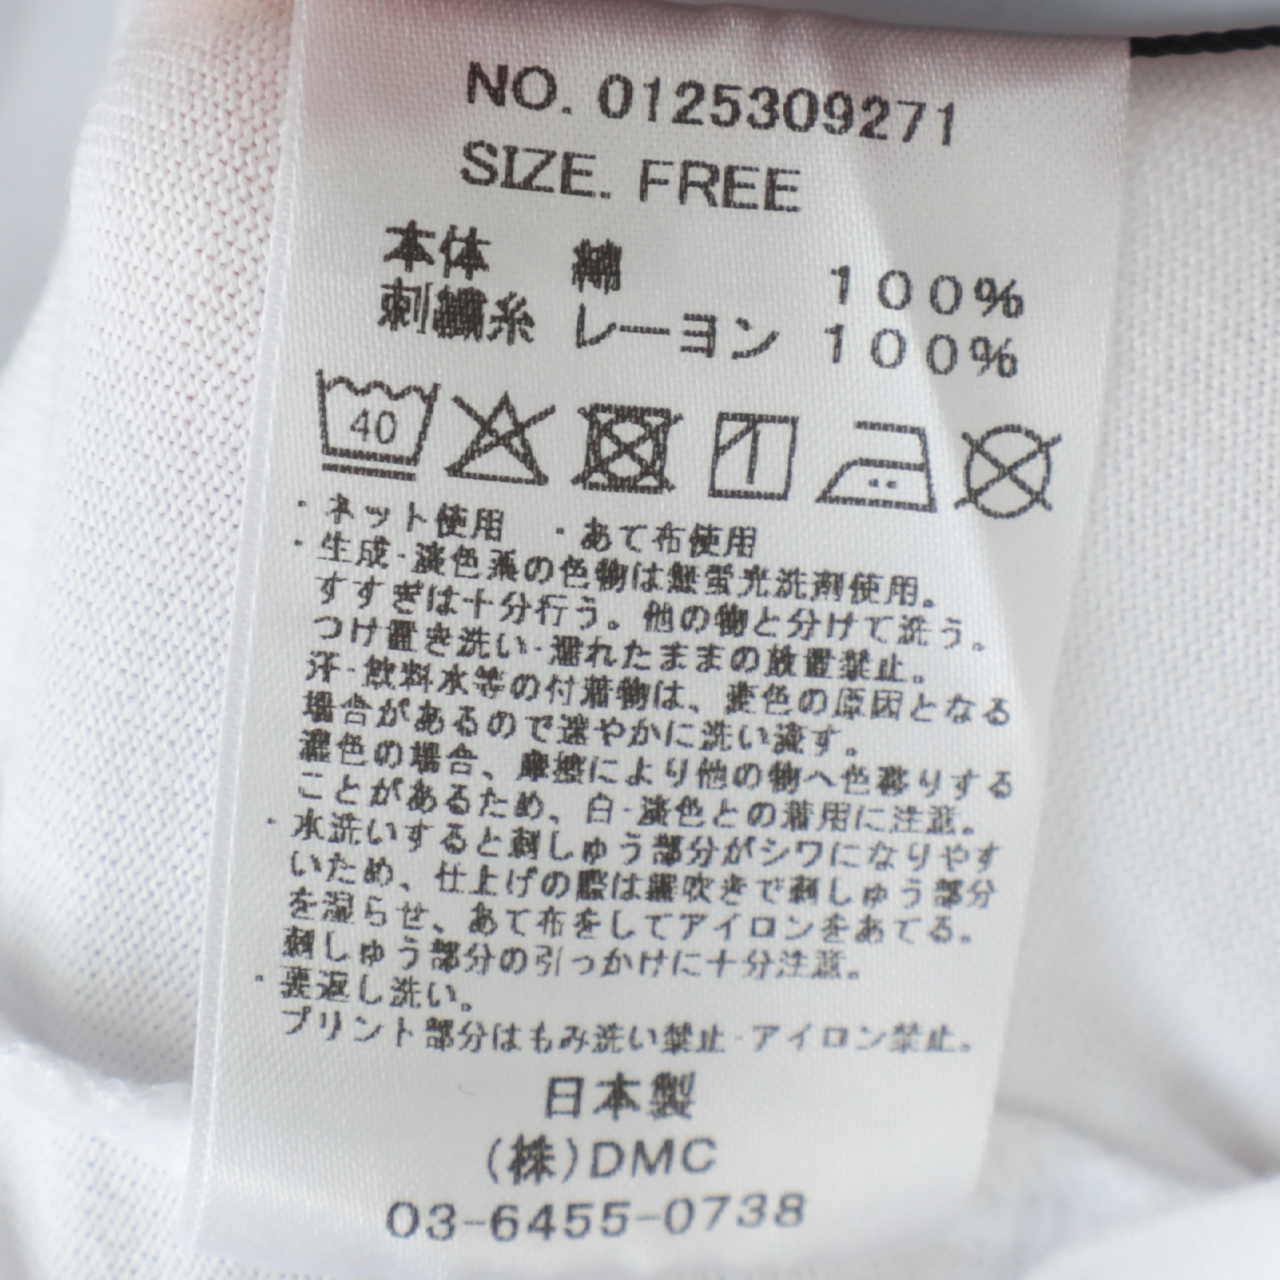 NO. 0125309271
SIZE. FREE
本体 綿 100%
刺繍糸 レーヨン 100%
40
・ネット使用 ・あて布使用
・生成・淡色系の色物は無蛍光洗剤使用。
すすぎは十分行う。他の物と分けて洗う。
つけ置き洗い・濡れたままの放置禁止。
汗・飲料水等の付着物は、変色の原因となる
場合があるので速やかに洗い流す。
濃色の場合、摩擦により他の物へ色移りする
ことがあるため、白・淡色との着用に注意。
・水洗いすると刺しゅう部分がシワになりやす
いため、仕上げの際は霧吹きで刺しゅう部分
を湿らせ、あて布をしてアイロンをあてる。
刺しゅう部分の引っかけに十分注意。
・裏返し洗い。
プリント部分はもみ洗い禁止・アイロン禁止。
日本製
(株)DMC
03-6455-0738